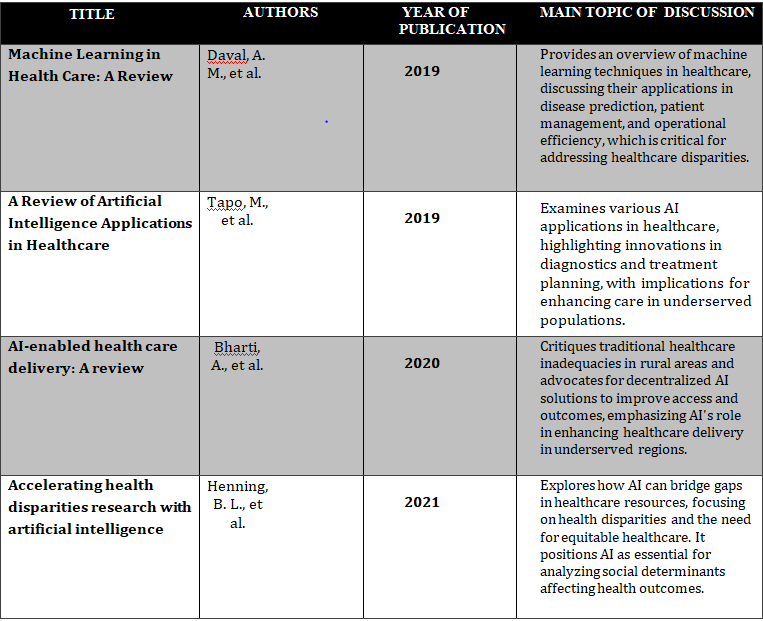 TITLE
AUTHORS
YEAR OF
PUBLICATION
MAIN TOPIC OF DISCUSSION
Machine Learning in
Health Care: A Review
Daval, A.
M., et al.
2019
Provides an overview of machine
learning techniques in healthcare,
discussing their applications in
disease prediction, patient
management, and operational
efficiency, which is critical for
addressing healthcare disparities.
A Review of Artificial
Intelligence Applications
in Healthcare
Tapo, M.,
et al.
2019
Examines various AI
applications in healthcare,
highlighting innovations in
diagnostics and treatment
planning, with implications for
enhancing care in underserved
populations.
AI-enabled health care
delivery: A review
Bharti,
A., et al.
2020
Critiques traditional healthcare
inadequacies in rural areas and
advocates for decentralized AI
solutions to improve access and
outcomes, emphasizing AI's role
in enhancing healthcare delivery
in underserved regions.
Accelerating health
disparities research with
artificial intelligence
Henning,
B. L., et
al.
2021
Explores how AI can bridge gaps
in healthcare resources, focusing
on health disparities and the need
for equitable healthcare. It
positions AI as essential for
analyzing social determinants
affecting health outcomes.